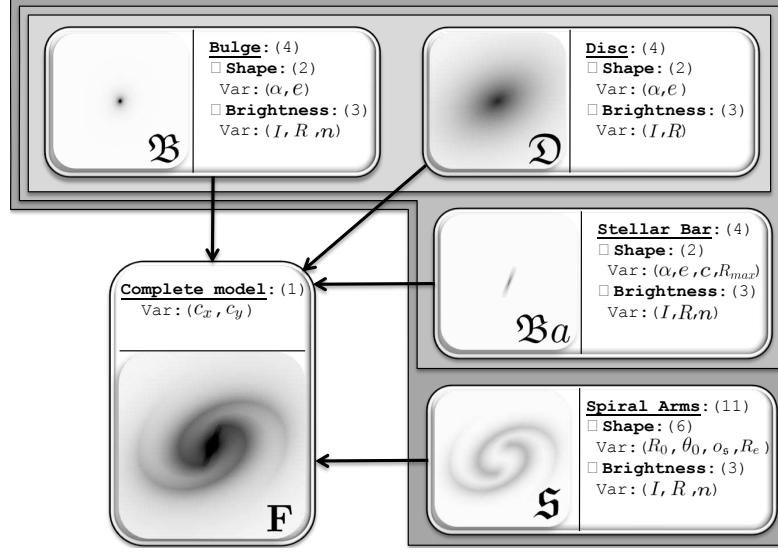 Bulge:(4)
□ Shape:(2)
Var:(α,e)
□ Brightness:(3)
Var:(I, R ,n)
𝔅
Disc:(4)
□ Shape:(2)
Var:(α,e)
□ Brightness:(3)
Var:(I,R)
𝔇
Stellar Bar:(4)
□ Shape:(2)
Var:(α,e,c,R_max)
□ Brightness:(3)
Var:(I,R,n)
𝔅a
Complete model:(1)
Var:(c_x,c_y)
F
Spiral Arms:(11)
□ Shape:(6)
Var:(R_0, θ_0, o_𝔰,R_e)
□ Brightness:(3)
Var:(I, R ,n)
𝕾